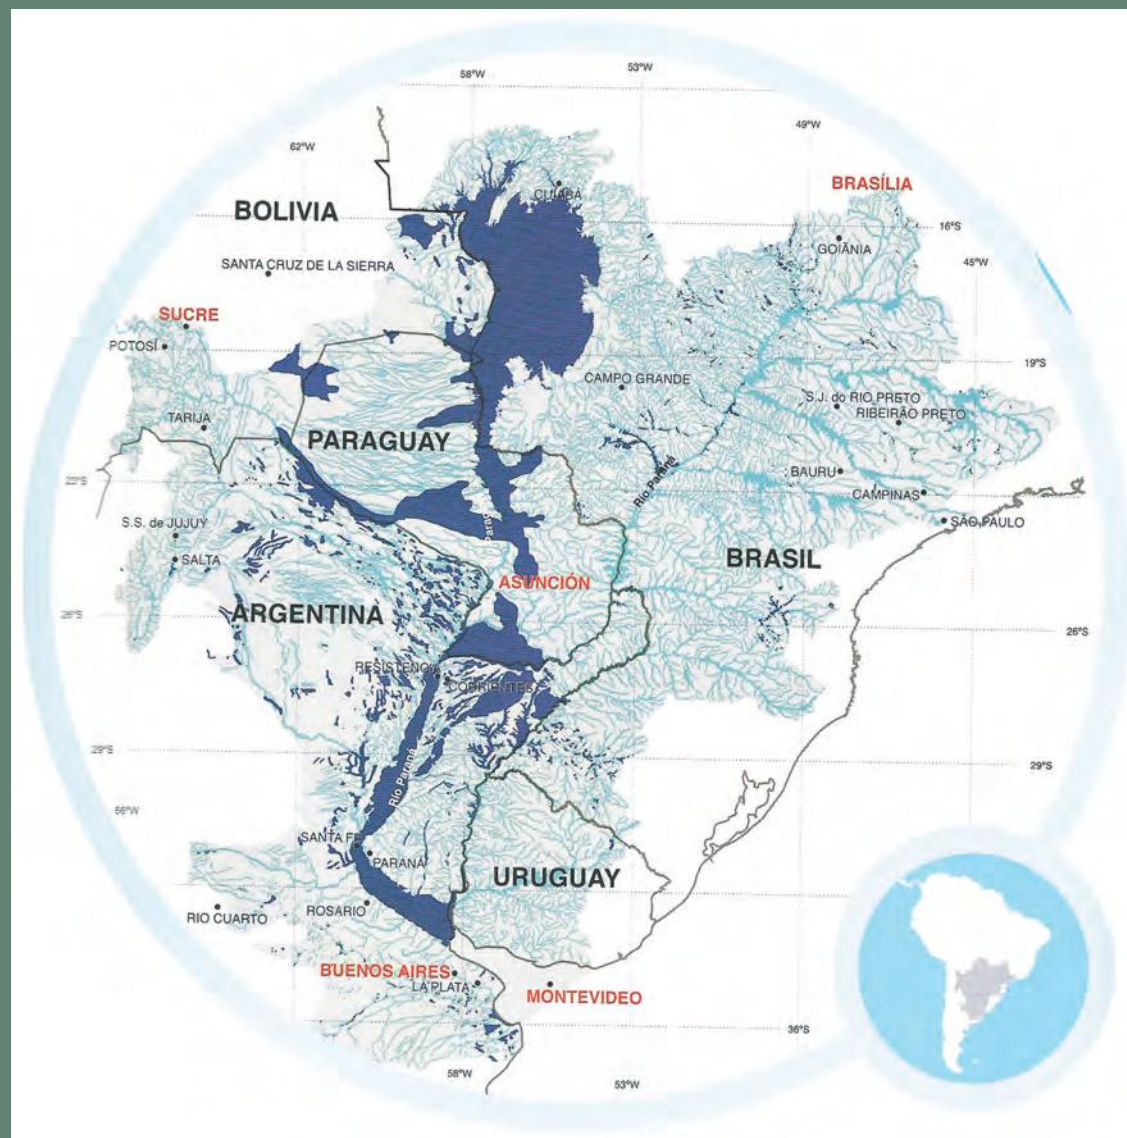 53°W
58°W
49°W
62°W
BRASÍLIA
CUIABÁ
BOLIVIA
16°S
GOIÂNIA
SANTA CRUZ DE LA SIERRA
45°W
SUCRE
POTOSÍ
19°S
CAMPO GRANDE
S.J. do RIO PRETO
RIBEIRÃO PRETO
TARIJA
PARAGUAY
BAURU
Río Paraná
CAMPINAS
S.S. de JUJUY
SÃO PAULO
SALTA
BRASIL
ASUNCIÓN
ARGENTINA
26°S
RESISTENCIA
CORRIENTES
29°S
29°S
Río Paraná
SANTA FE
PARANÁ
URUGUAY
RIO CUARTO
ROSARIO
BUENOS AIRES
LA PLATA
MONTEVIDEO
36°S
58°W
53°W